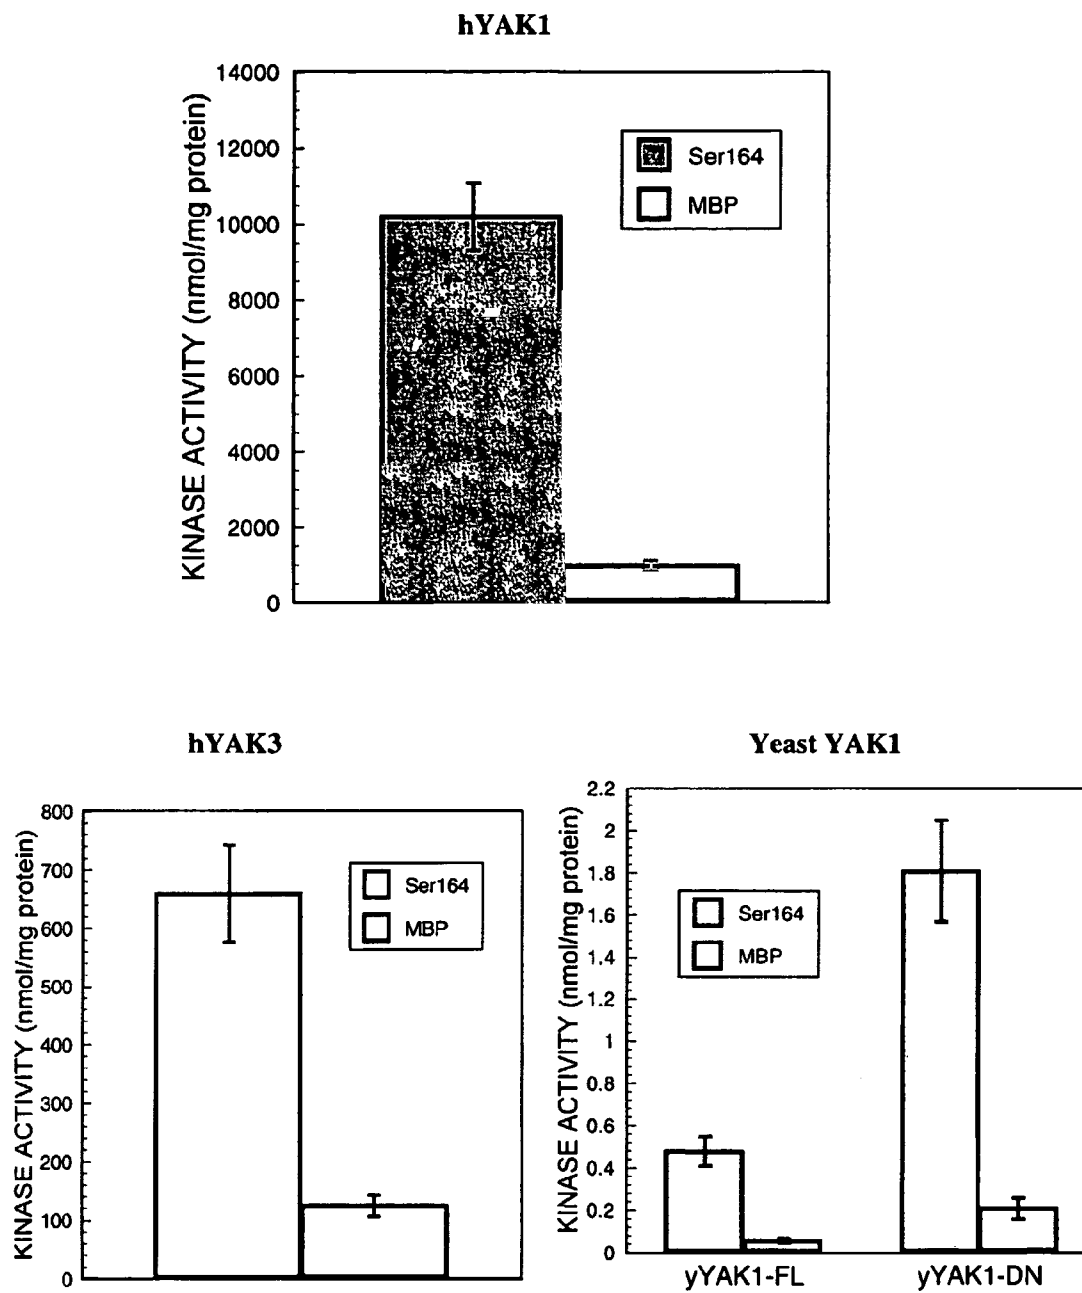 hYAK1
KINASE ACTIVITY (nmol/mg protein)
14000
12000
10000
8000
6000
4000
2000
0
Ser164
MBP
hYAK3
KINASE ACTIVITY (nmol/mg protein)
800
700
600
500
400
300
200
100
0
Ser164
MBP
Yeast YAK1
KINASE ACTIVITY (nmol/mg protein)
2.2
2
1.8
1.6
1.4
1.2
1
0.8
0.6
0.4
0.2
0
Ser164
MBP
yYAK1-FL
yYAK1-DN